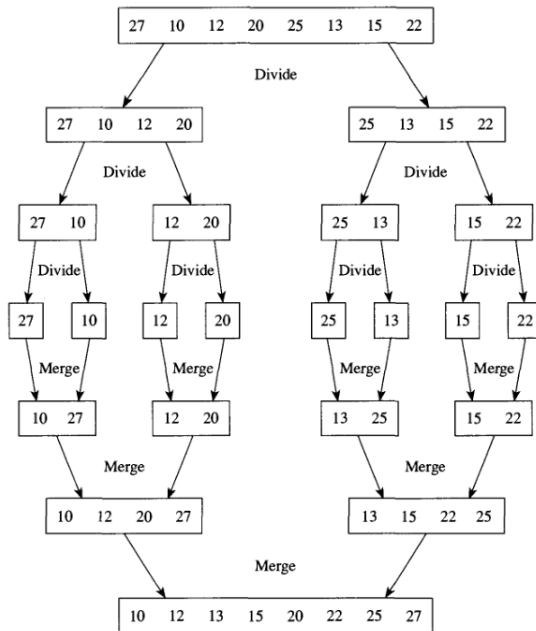 27 10 12 20 25 13 15 22
Divide
27 10 12 20 25 13 15 22
Divide Divide
27 10 12 20 25 13 15 22
Divide Divide Divide Divide
27 10 12 20 25 13 15 22
Merge Merge Merge Merge
10 27 12 20 13 25 15 22
Merge Merge
10 12 20 27 13 15 22 25
Merge
10 12 13 15 20 22 25 27